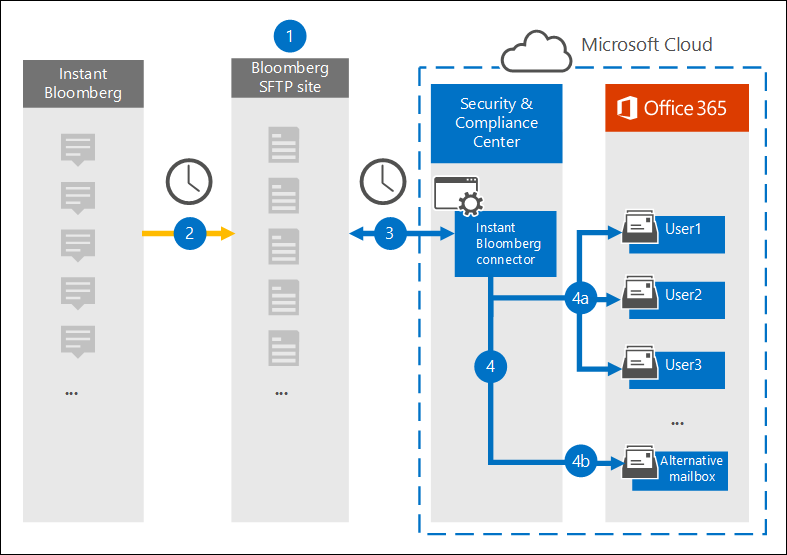 1
Microsoft Cloud
Instant
Bloomberg
Bloomberg
SFTP site
Security &
Compliance
Center
Office 365
2
3
Instant
Bloomberg
connector
User1
4a
User2
4
User3
...
...
...
4b
Alternative
mailbox